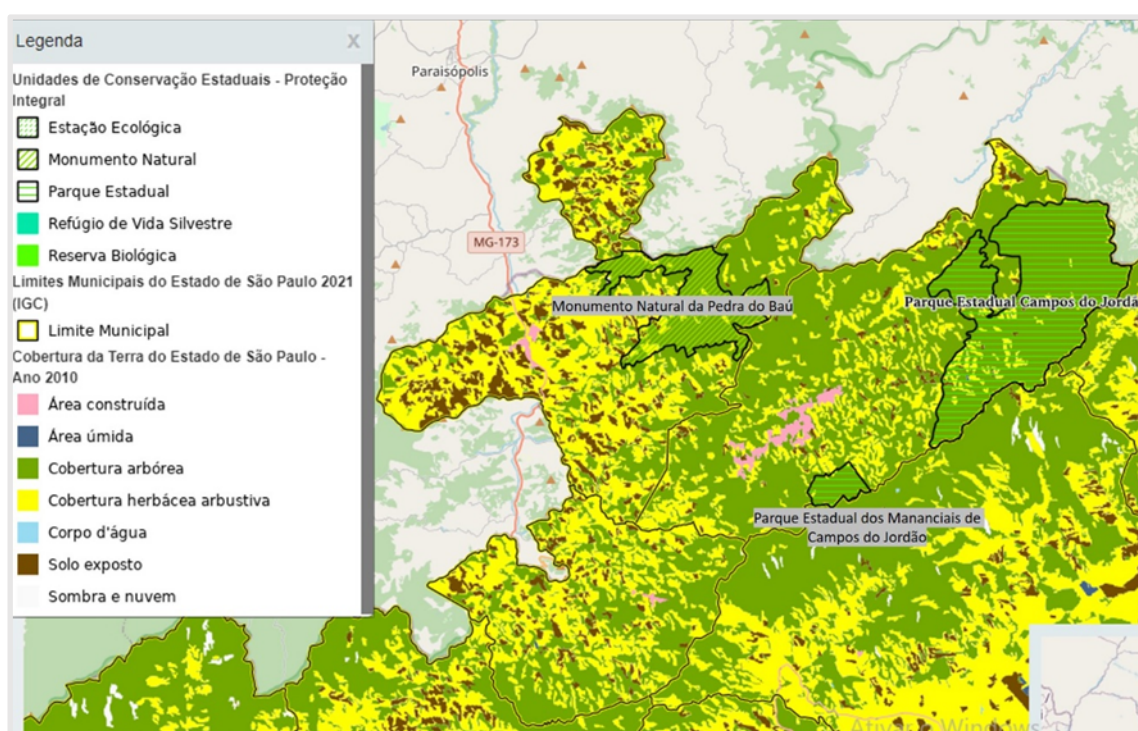 Legenda X
Unidades de Conservação Estaduais - Proteção
Integral
Estação Ecológica
Monumento Natural
Parque Estadual
Refúgio de Vida Silvestre
Reserva Biológica
Limites Municipais do Estado de São Paulo 2021
(IGC)
Limite Municipal
Cobertura da Terra do Estado de São Paulo -
Ano 2010
Área construída
Área úmida
Cobertura arbórea
Cobertura herbácea arbustiva
Corpo d'água
Solo exposto
Sombra e nuvem
Paraisópolis
MG-173
Monumento Natural da Pedra do Baú
Parque Estadual Campos do Jordã
Parque Estadual dos Mananciais de
Campos do Jordão
Ativar o Windows